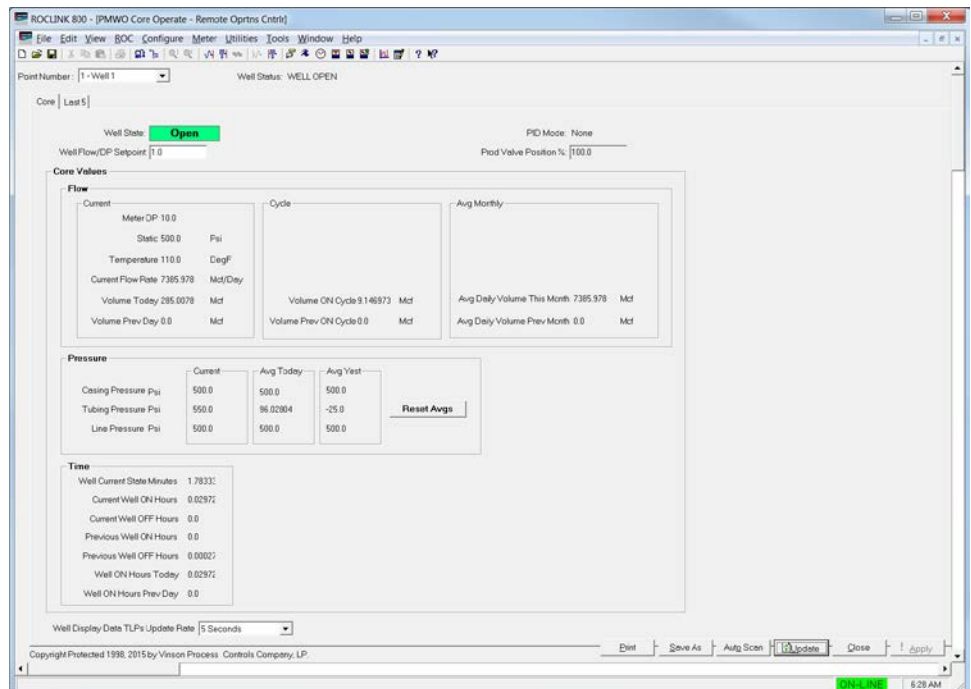 ROCLINK 800 - [PMWO Core Operate - Remote Oprtns Cntrlr]
File Edit View ROC Configure Meter Utilities Tools Window Help
Point Number: 1 - Well 1 Well Status: WELL OPEN
Core Last 5
Well State: Open PID Mode: None
Well Flow/DP Setpoint 1.0 Prod Valve Position % 100.0
Core Values
Flow
Current Cycle Avg Monthly
Meter DP 10.0
Static 500.0 Psi
Temperature 110.0 DegF
Current Flow Rate 7385.978 Mcf/Day
Volume Today 285.0078 Mcf Volume ON Cycle 9.146973 Mcf Avg Daily Volume This Month 7385.978 Mcf
Volume Prev Day 0.0 Mcf Volume Prev ON Cycle 0.0 Mcf Avg Daily Volume Prev Month 0.0 Mcf
Pressure
Current Avg Today Avg Yest
Casing Pressure Psi 500.0 500.0 500.0
Tubing Pressure Psi 550.0 96.02804 -25.0 Reset Avgs
Line Pressure Psi 500.0 500.0 500.0
Time
Well Current State Minutes 1.78333
Current Well ON Hours 0.02972
Current Well OFF Hours 0.0
Previous Well ON Hours 0.0
Previous Well OFF Hours 0.00027
Well ON Hours Today 0.02972
Well ON Hours Prev Day 0.0
Well Display Data TLPs Update Rate 5 Seconds
Copyright Protected 1998, 2015 by Vinson Process Controls Company, LP. Print Save As Auto Scan Update Close ! Apply
ON-LINE 6:28 AM